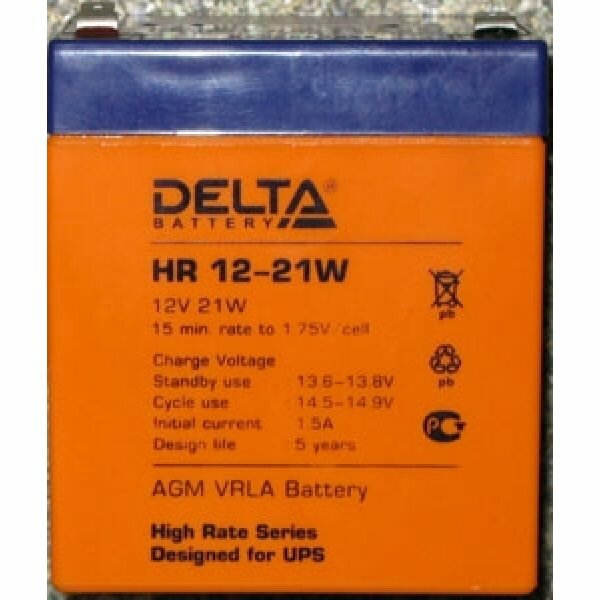 DELTA®
BATTERY
HR 12-21W
12V 21W
15 min. rate to 1.75V/cell
Charge Voltage
Standby use : 13.6-13.8V
Cycle use : 14.5-14.9V
Initial current : 1.5A
Design life : 5 years
pb
pb
PC
AGM VRLA Battery
High Rate Series
Designed for UPS